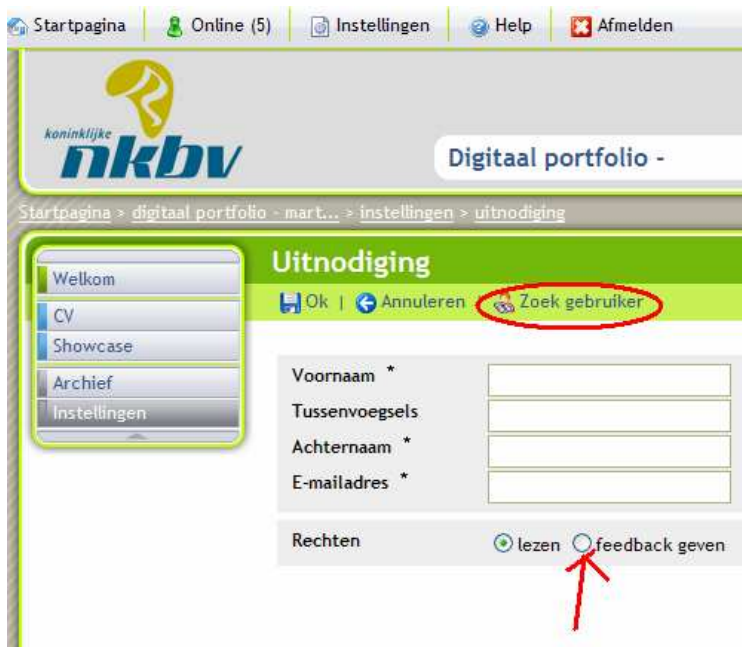 Startpagina Online (5) Instellingen Help Afmelden
koninklijke
nkbv
Digitaal portfolio -
Startpagina > digitaal portfolio - mart... > instellingen > uitnodiging
Welkom
CV
Showcase
Archief
Instellingen
Uitnodiging
Ok | Annuleren | Zoek gebruiker
Voornaam *
Tussenvoegsels
Achternaam *
E-mailadres *
Rechten lezen feedback geven